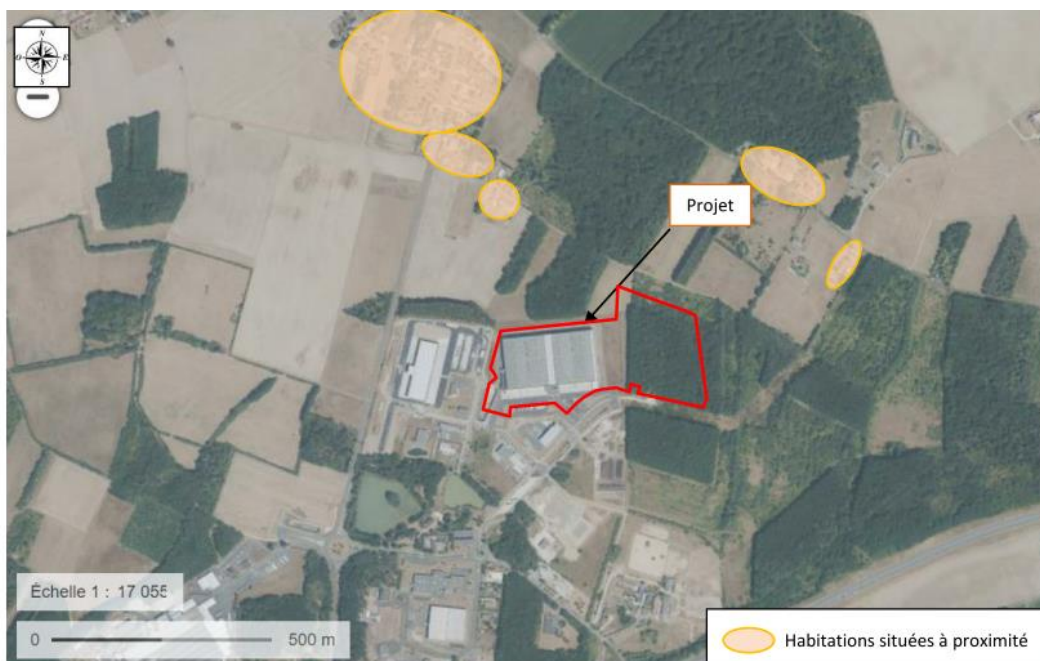 N
O E
S
Projet
Échelle 1 : 17 055
0 500 m
Habitations situées à proximité